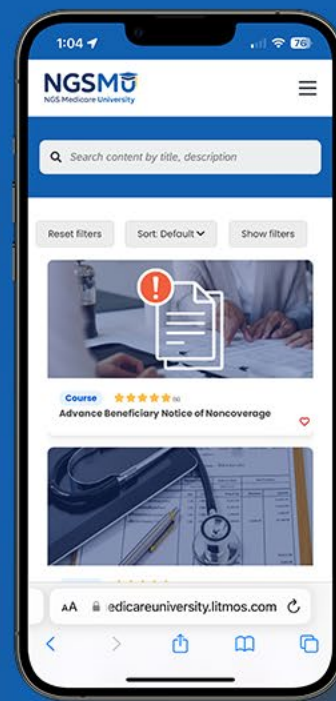 1:04
76
NGSMU
NGS Medicare University
Search content by title, description
Reset filters
Sort: Default
Show filters
Course
Advance Beneficiary Notice of Noncoverage
AA edicareuniversity.litmos.com